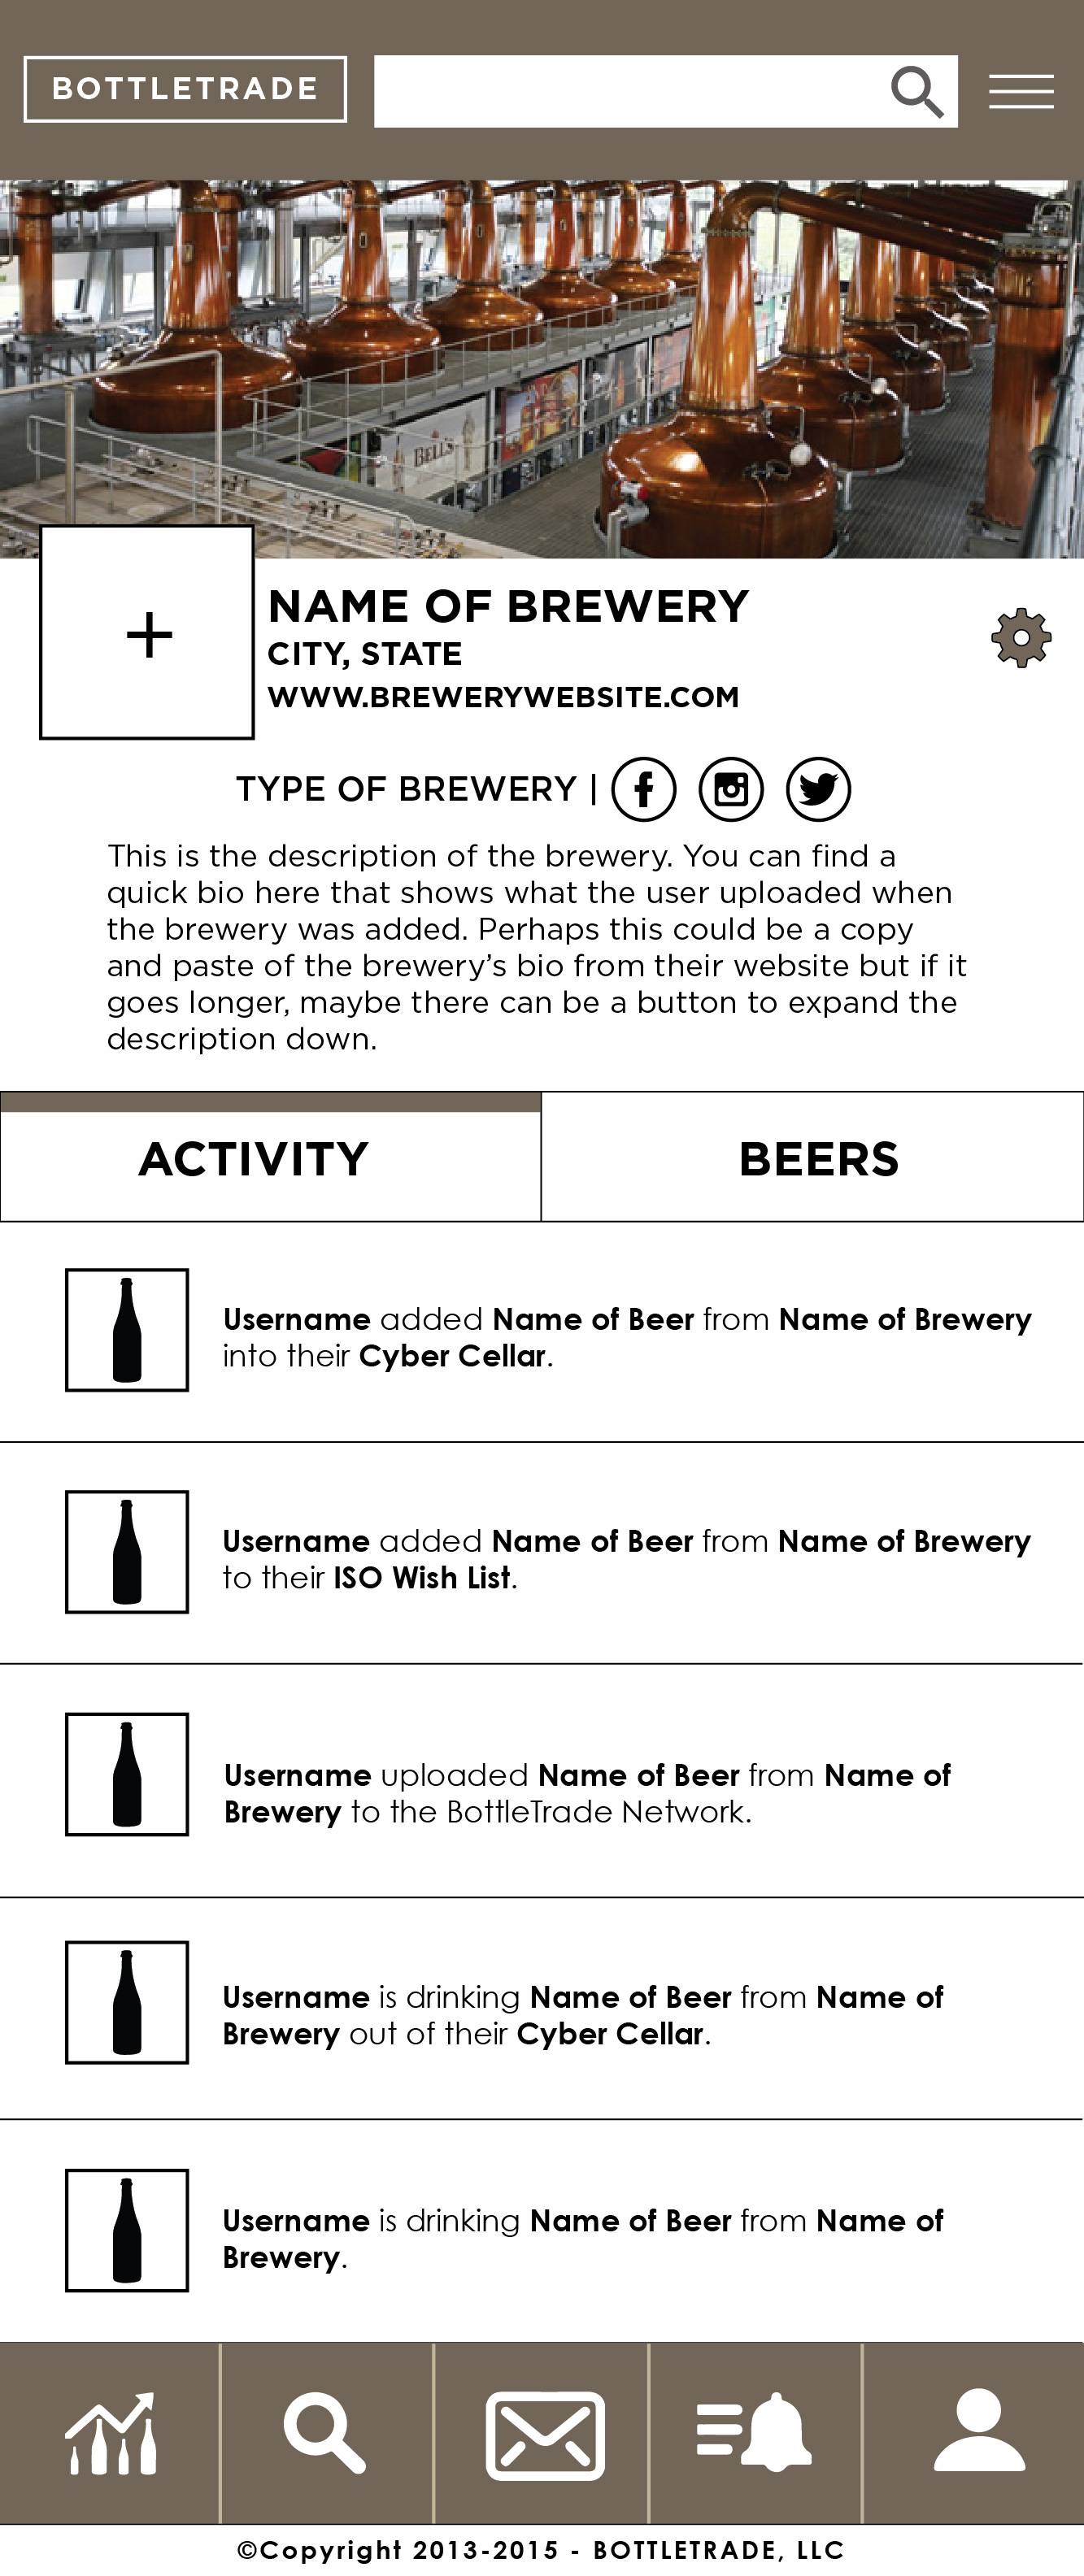 BOTTLETRADE
BELL'S
NAME OF BREWERY
CITY, STATE
WWW.BREWERYWEBSITE.COM
TYPE OF BREWERY |
This is the description of the brewery. You can find a
quick bio here that shows what the user uploaded when
the brewery was added. Perhaps this could be a copy
and paste of the brewery’s bio from their website but if it
goes longer, maybe there can be a button to expand the
description down.
ACTIVITY
BEERS
Username added Name of Beer from Name of Brewery
into their Cyber Cellar.
Username added Name of Beer from Name of Brewery
to their ISO Wish List.
Username uploaded Name of Beer from Name of
Brewery to the BottleTrade Network.
Username is drinking Name of Beer from Name of
Brewery out of their Cyber Cellar.
Username is drinking Name of Beer from Name of
Brewery.
©Copyright 2013-2015 - BOTTLETRADE, LLC